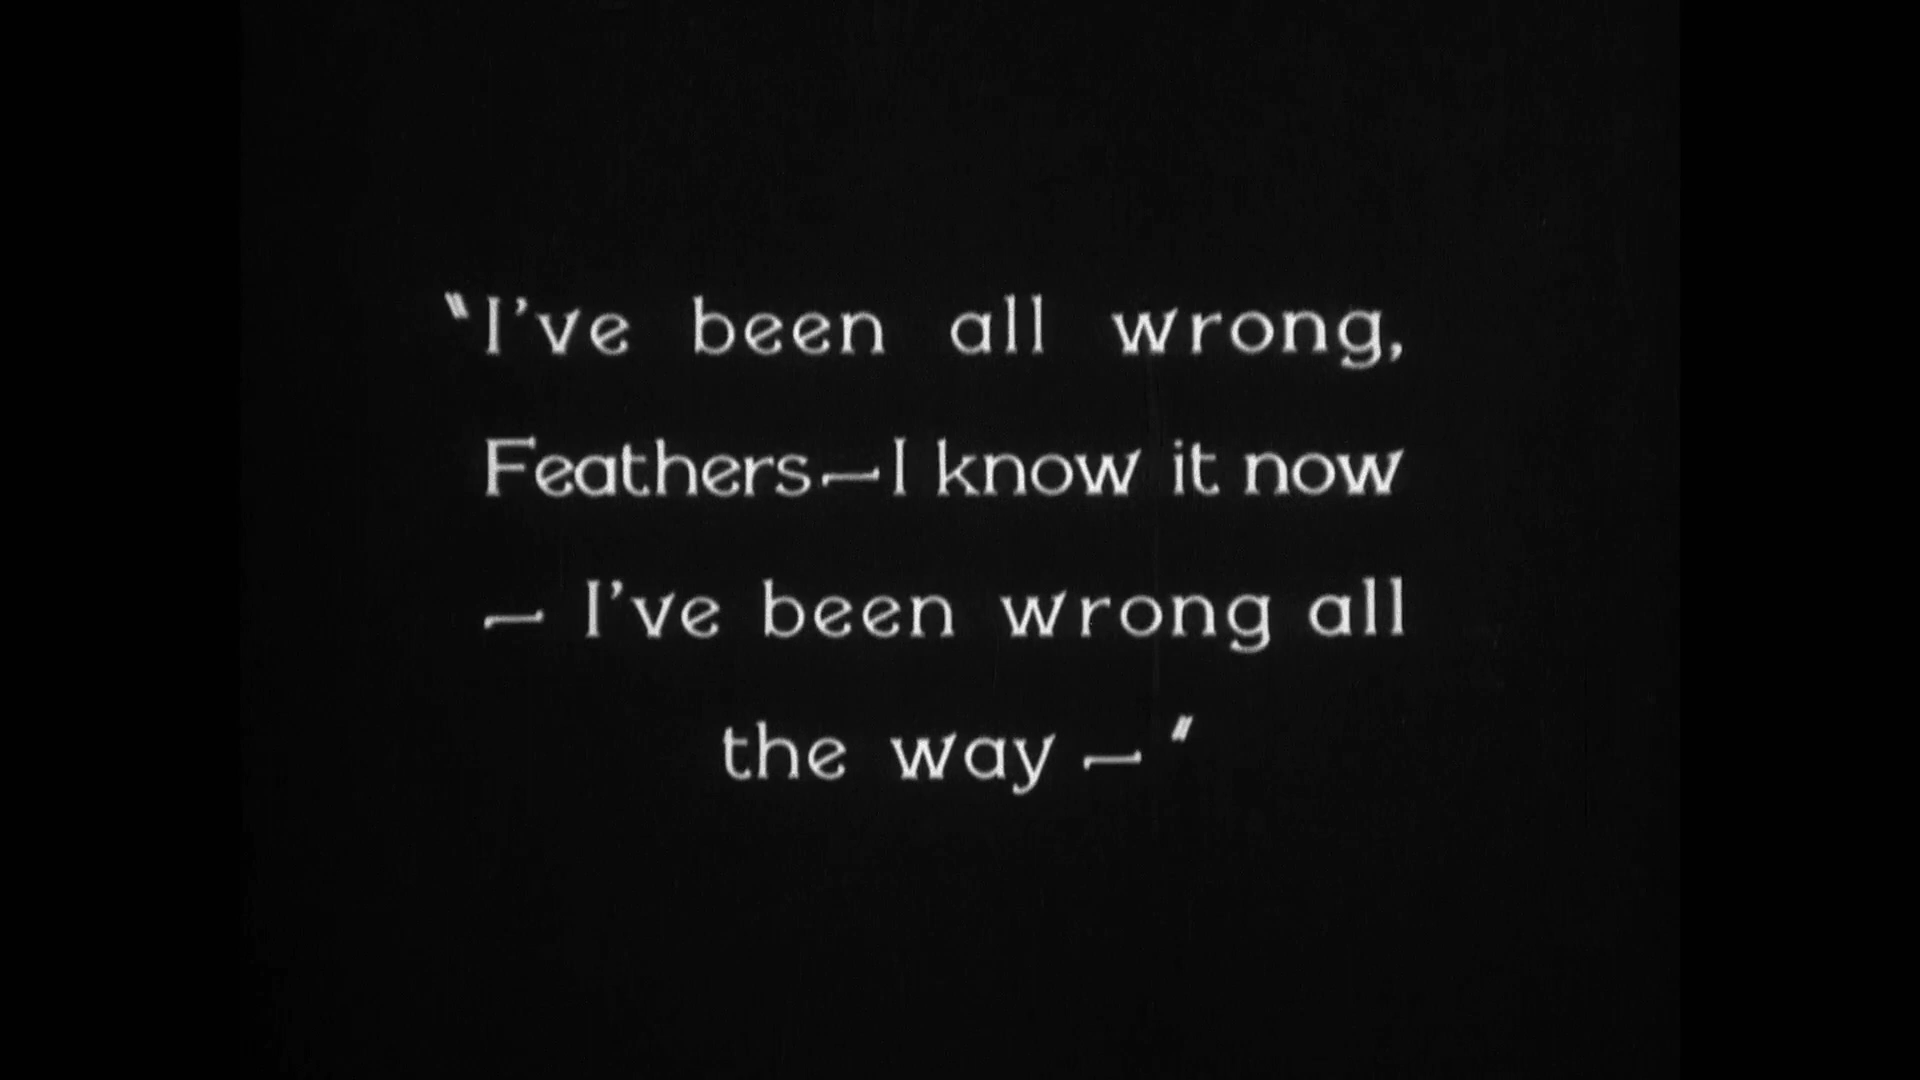 "I've been all wrong,
Feathers—I know it now
— I've been wrong all
the way —"